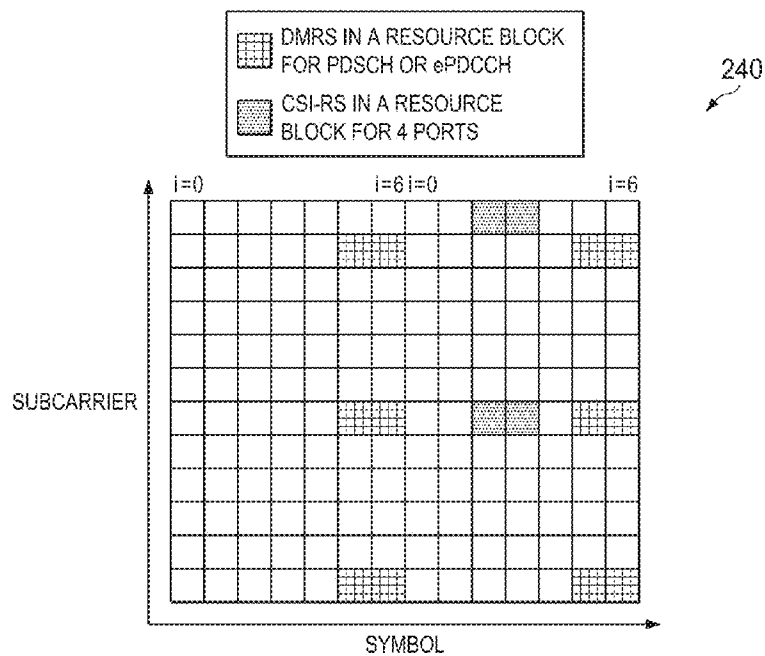 DMRS IN A RESOURCE BLOCK
FOR PDSCH OR ePDCCH
CSI-RS IN A RESOURCE
BLOCK FOR 4 PORTS
240
i=0 i=6 i=0 i=6
SUBCARRIER
SYMBOL